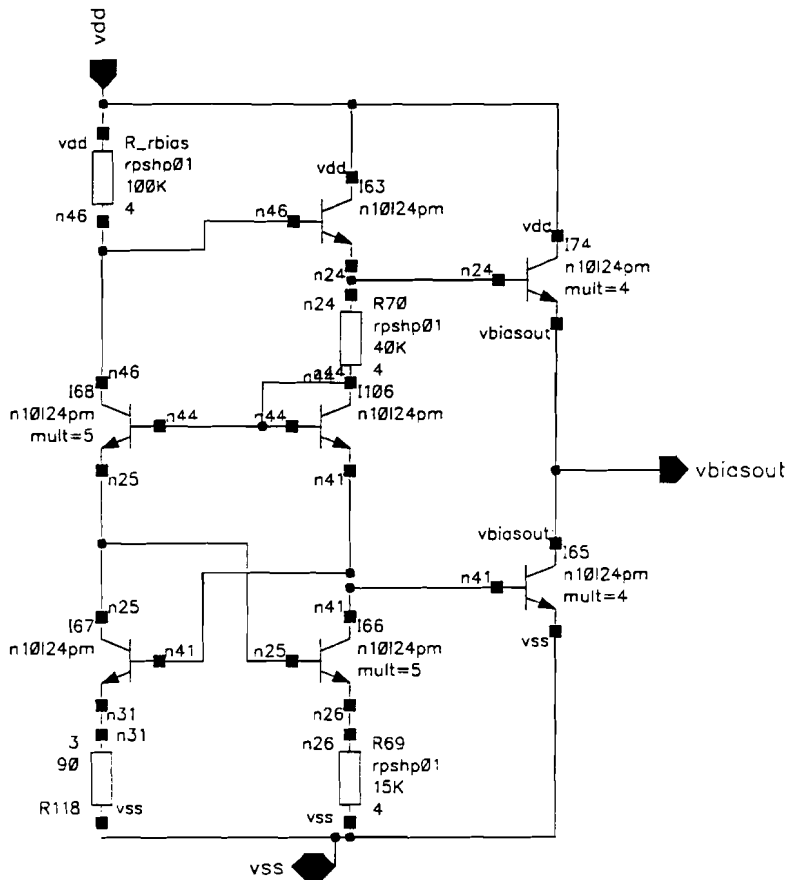 vdd
vdd
R_rbias
rpshp01
100K
4
n46
vdd
I63
n10l24pm
n46
n24
vdd
I74
n10l24pm
mult=4
n24
n24
R70
rpshp01
40K
4
vbiasout
n46
I68
n10l24pm
mult=5
n44
n44
n44
n44
I106
n10l24pm
n25
n41
vbiasout
vbiasout
I65
n10l24pm
mult=4
n41
vss
n25
I67
n10l24pm
n41
n41
I66
n10l24pm
mult=5
n25
n31
n31
3
90
R118
vss
n26
n26
R69
rpshp01
15K
4
vss
vss